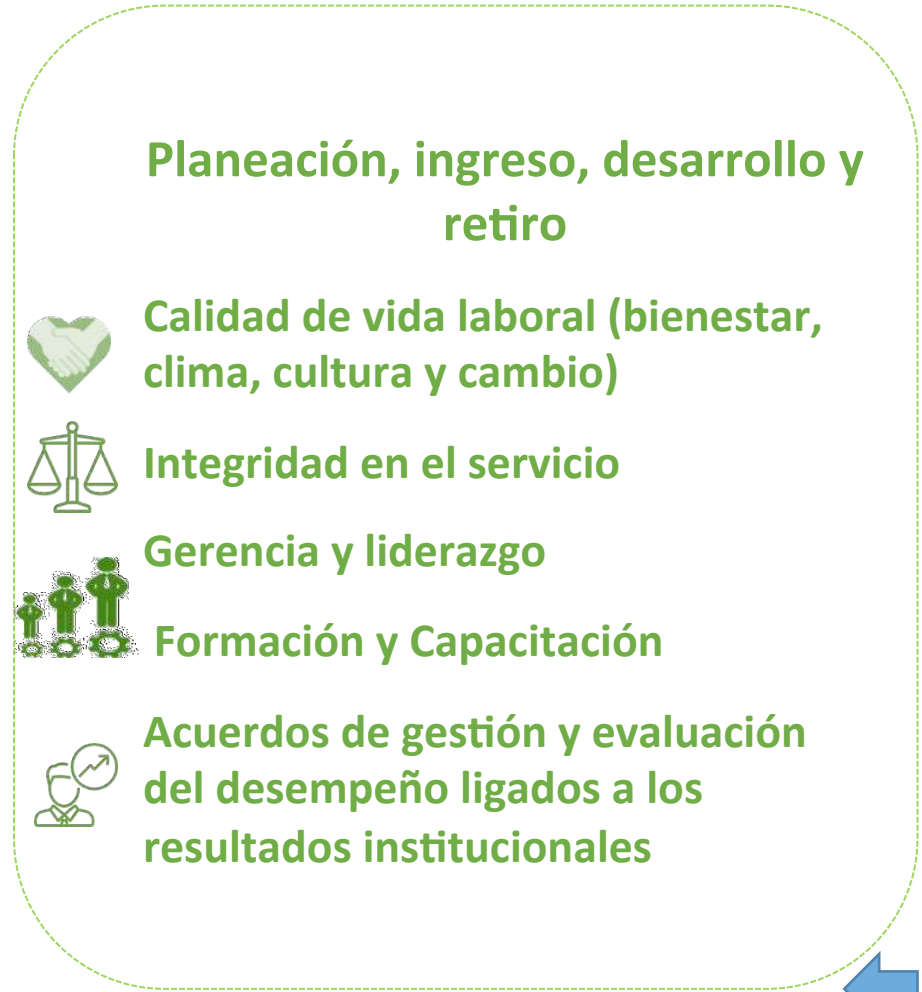 Planeación, ingreso, desarrollo y
retiro
Calidad de vida laboral (bienestar,
clima, cultura y cambio)
Integridad en el servicio
Gerencia y liderazgo
Formación y Capacitación
Acuerdos de gestión y evaluación
del desempeño ligados a los
resultados institucionales